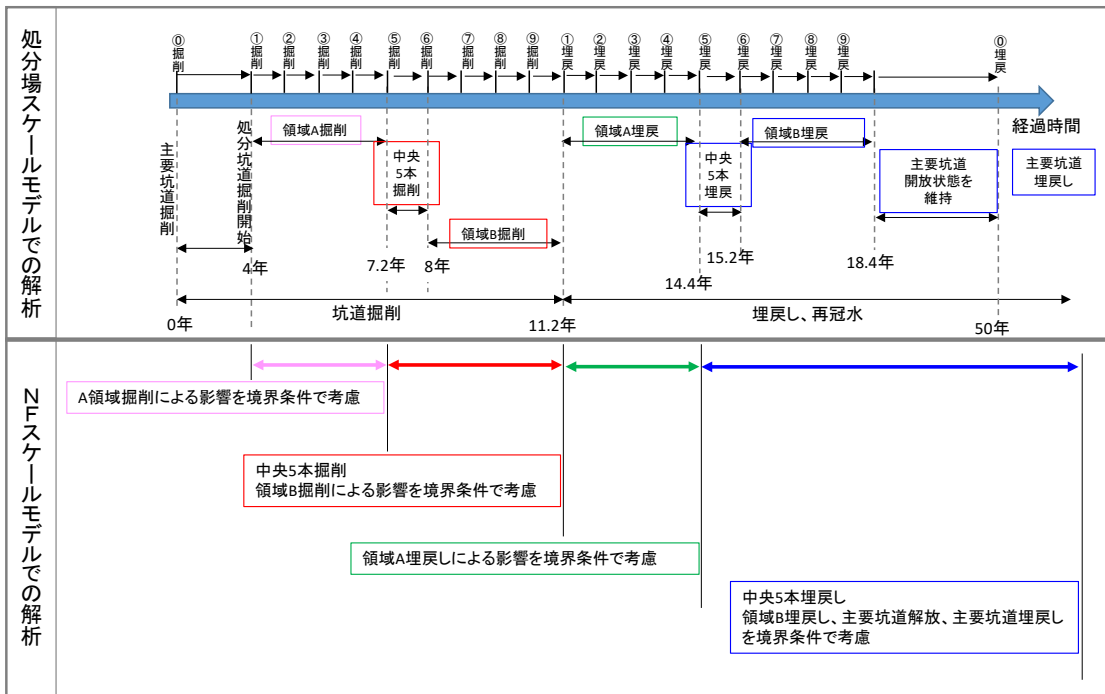 処分場スケールモデルでの解析
⓪掘削
①掘削
②掘削
③掘削
④掘削
⑤掘削
⑥掘削
⑦掘削
⑧掘削
⑨掘削
①埋戻
②埋戻
③埋戻
④埋戻
⑤埋戻
⑥埋戻
⑦埋戻
⑧埋戻
⑨埋戻
⓪埋戻
経過時間
主要坑道掘削
処分坑道掘削開始
領域A掘削
中央
5本
掘削
領域B掘削
領域A埋戻
中央
5本
埋戻
領域B埋戻
主要坑道
開放状態を
維持
主要坑道
埋戻し
4年
7.2年
8年
14.4年
15.2年
18.4年
0年
坑道掘削
11.2年
埋戻し、再冠水
50年
NFスケールモデルでの解析
A領域掘削による影響を境界条件で考慮
中央5本掘削
領域B掘削による影響を境界条件で考慮
領域A埋戻しによる影響を境界条件で考慮
中央5本埋戻し
領域B埋戻し、主要坑道解放、主要坑道埋戻し
を境界条件で考慮